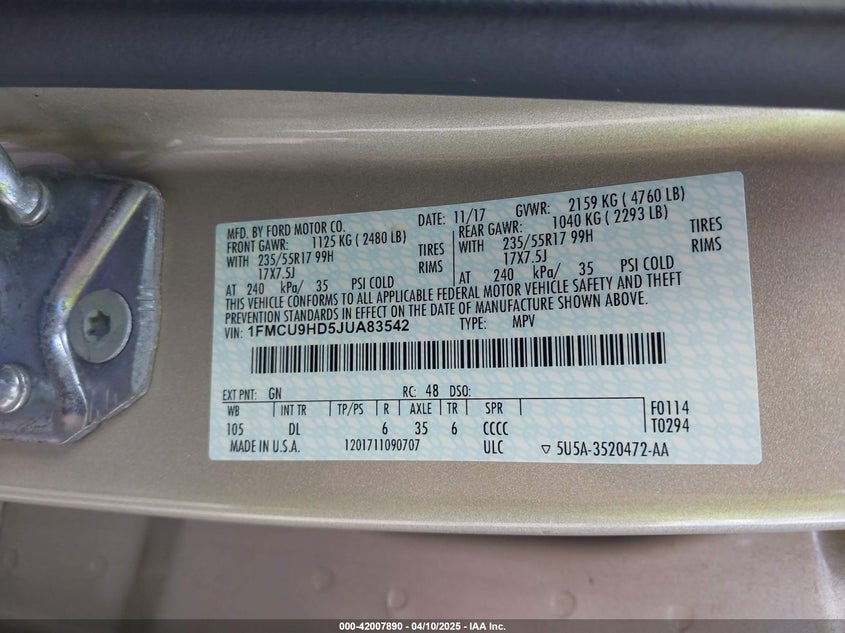 MFD. BY FORD MOTOR CO. DATE: 11/17 GVWR: 2159 KG ( 4760 LB)
FRONT GAWR: 1125 KG ( 2480 LB) REAR GAWR: 1040 KG ( 2293 LB)
WITH 235/55R17 99H TIRES WITH 235/55R17 99H TIRES
17X7.5J RIMS 17X7.5J RIMS
AT 240 kPa/ 35 PSI COLD AT 240 kPa/ 35 PSI COLD
THIS VEHICLE CONFORMS TO ALL APPLICABLE FEDERAL MOTOR VEHICLE SAFETY AND THEFT
PREVENTION STANDARDS IN EFFECT ON THE DATE OF MANUFACTURE SHOWN ABOVE.
VIN: 1FMCU9HD5JUA83542 TYPE: MPV
EXT PNT: GN RC: 48 DSO:
WB INT TR TP/PS R AXLE TR SPR F0114
105 DL 6 35 6 CCCC T0294
MADE IN U.S.A. 1201711090707 ULC ▽ 5U5A-3520472-AA
000-42007890 - 04/10/2025 - IAA Inc.